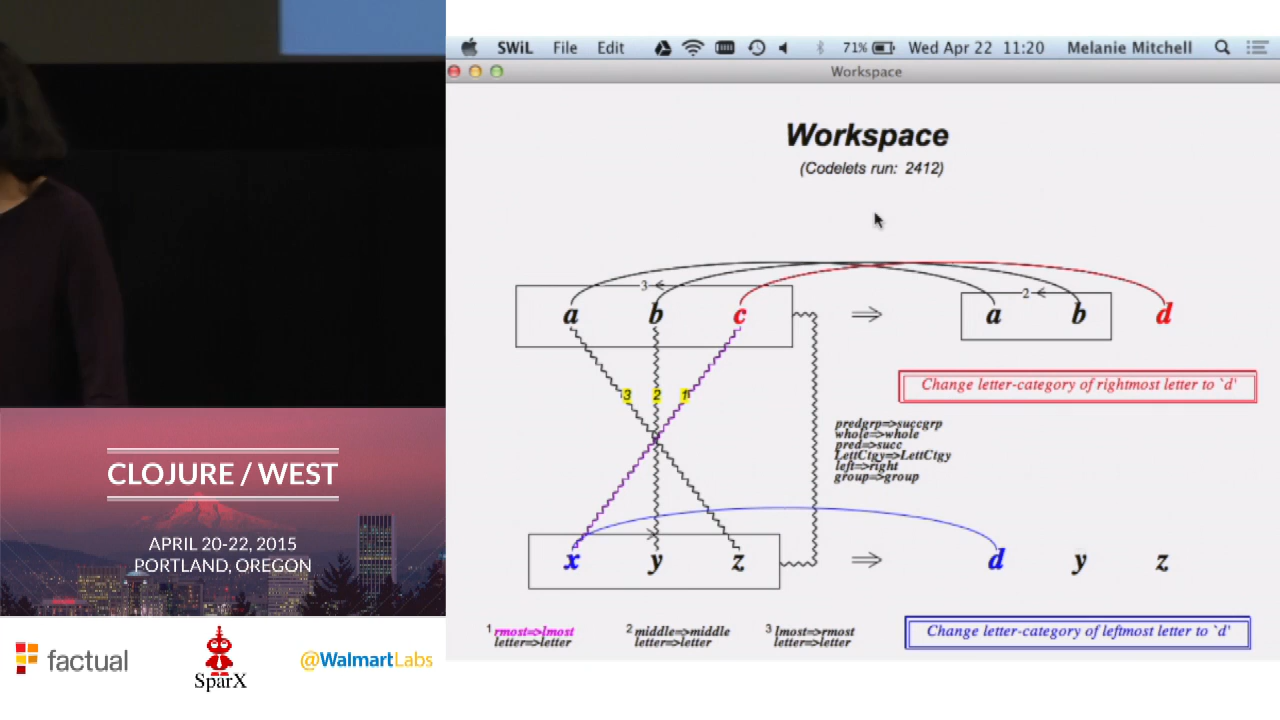 SWiL File Edit 71% Wed Apr 22 11:20 Melanie Mitchell
Workspace
Workspace
(Codelets run: 2412)
3
2
a b c ⇒ a b d
3 2 1
Change letter-category of rightmost letter to `d'
predgrp=>succgrp
whole=>whole
pred=>succ
LettCtgy=>LettCtgy
left=>right
group=>group
x y z ⇒ d y z
1 rmost=>lmost
letter=>letter
2 middle=>middle
letter=>letter
3 lmost=>rmost
letter=>letter
Change letter-category of leftmost letter to `d'
CLOJURE / WEST
APRIL 20-22, 2015
PORTLAND, OREGON
factual
SparX
@WalmartLabs